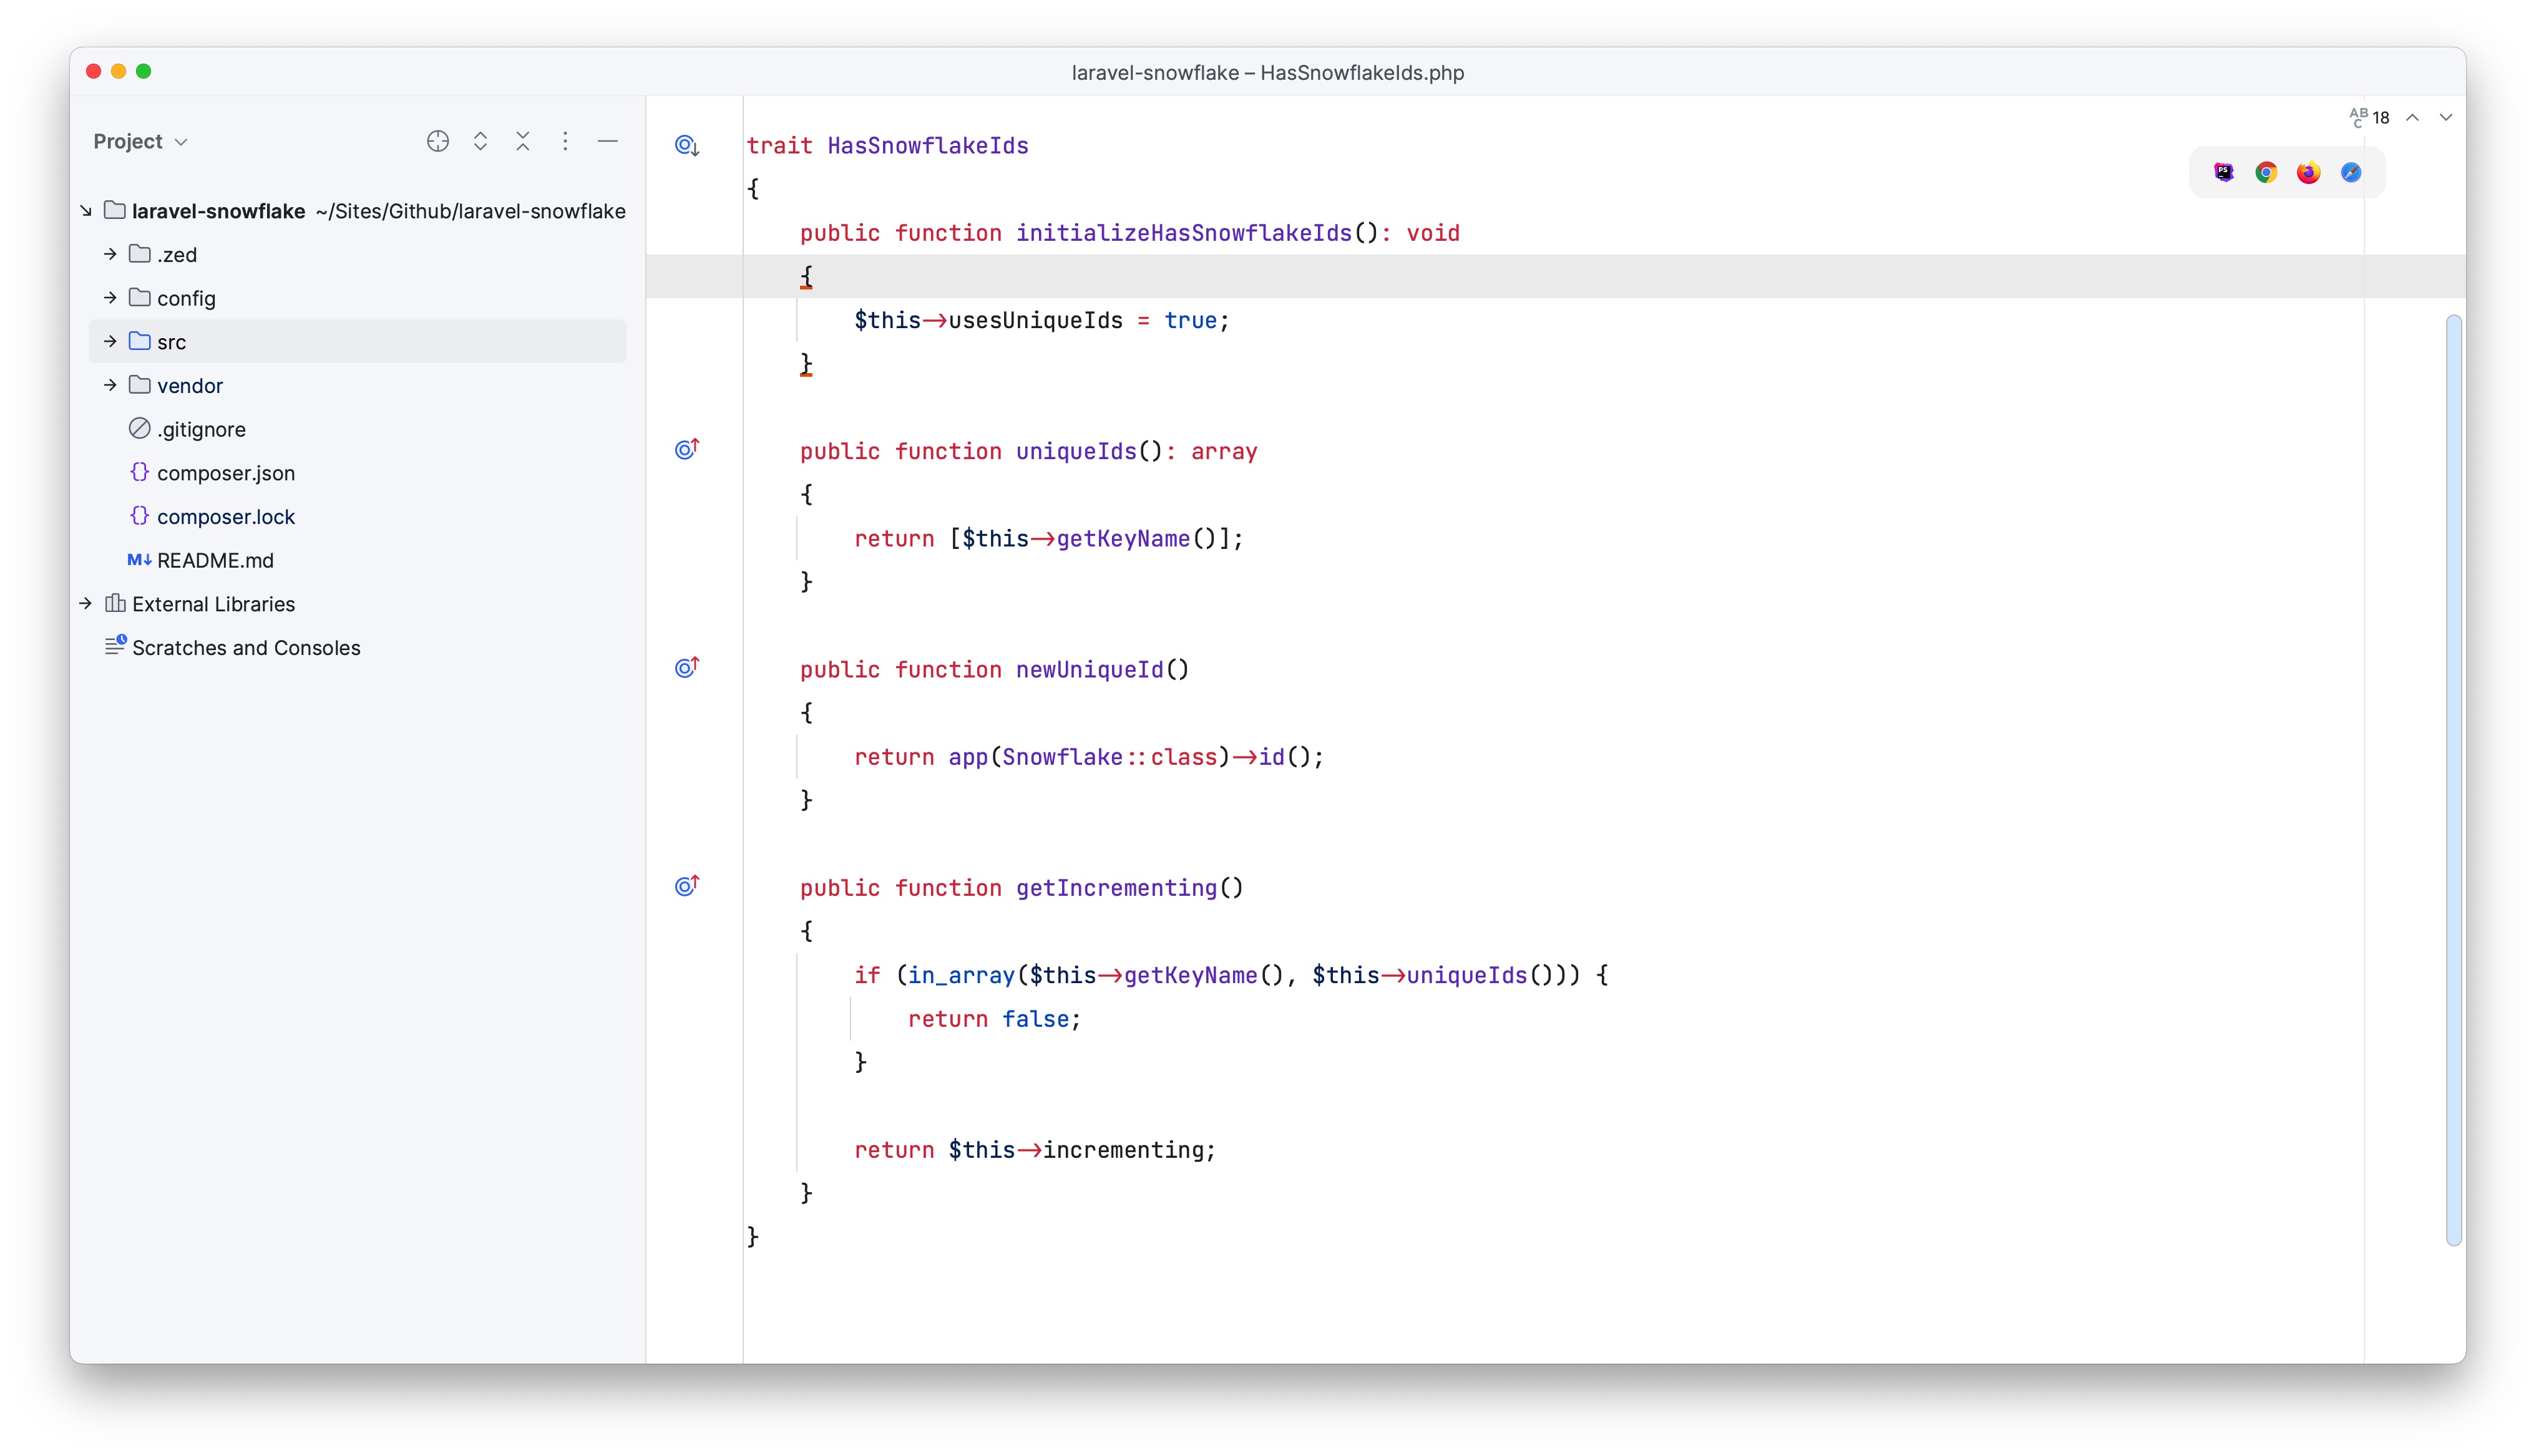 laravel-snowflake – HasSnowflakeIds.php
Project
laravel-snowflake ~/Sites/Github/laravel-snowflake
.zed
config
src
vendor
.gitignore
{} composer.json
{} composer.lock
M↓ README.md
External Libraries
Scratches and Consoles
ABC 18
PS
trait HasSnowflakeIds
{
    public function initializeHasSnowflakeIds(): void
    {
        $this->usesUniqueIds = true;
    }
    public function uniqueIds(): array
    {
        return [$this->getKeyName()];
    }
    public function newUniqueId()
    {
        return app(Snowflake::class)->id();
    }
    public function getIncrementing()
    {
        if (in_array($this->getKeyName(), $this->uniqueIds())) {
            return false;
        }
        return $this->incrementing;
    }
}